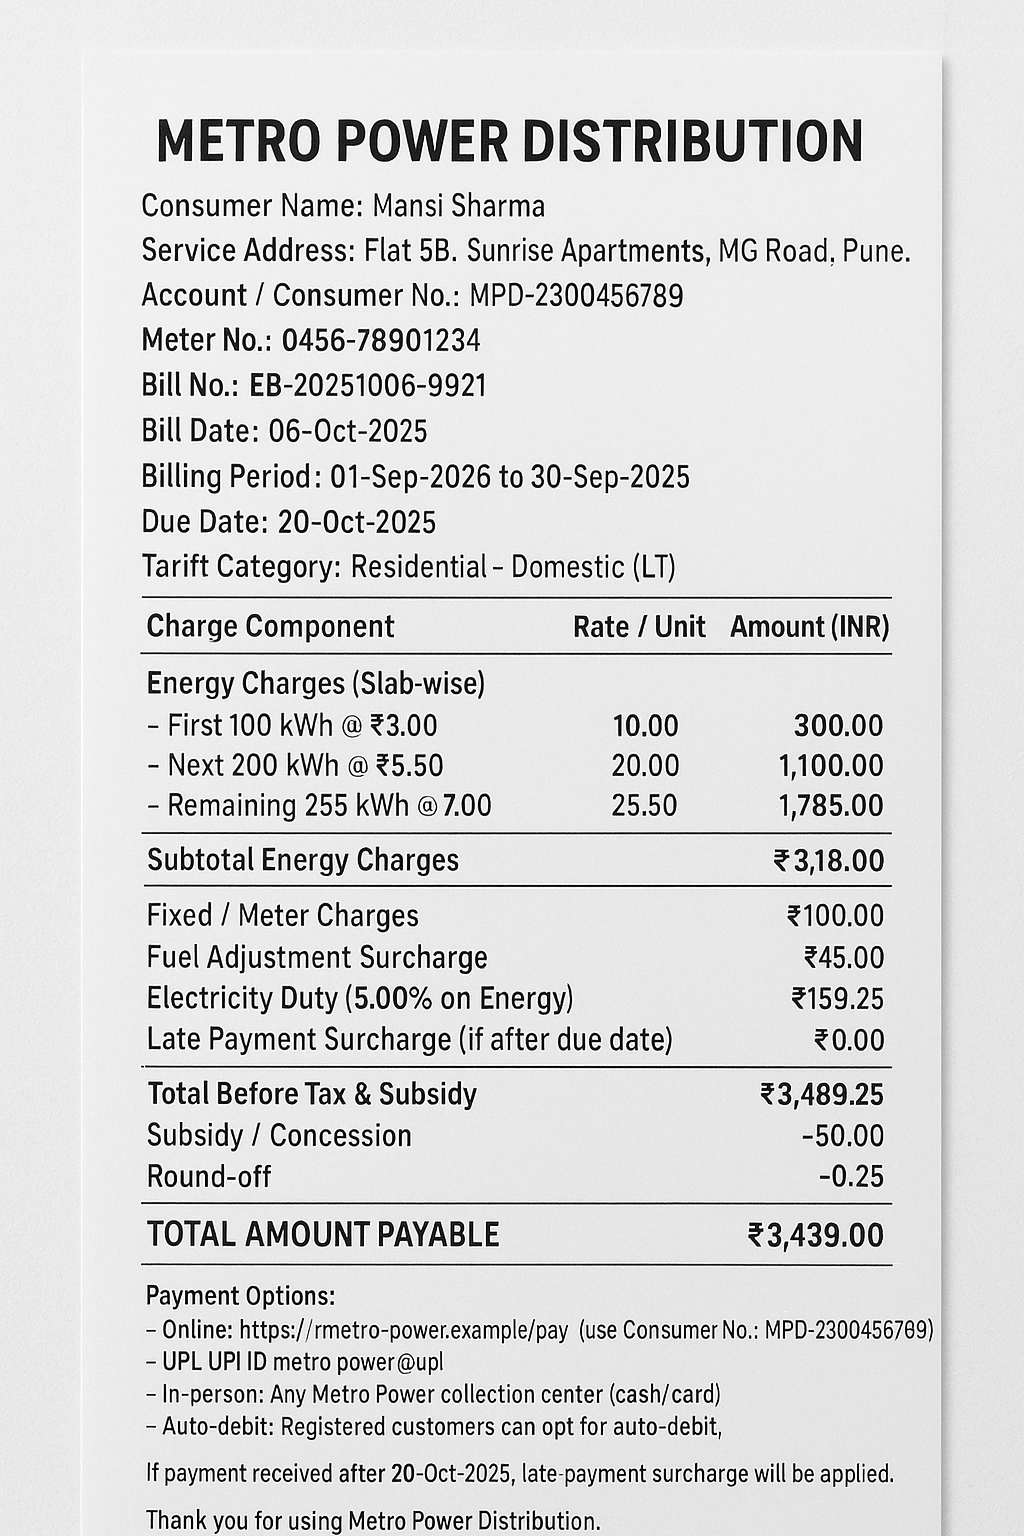 METRO POWER DISTRIBUTION
Consumer Name: Mansi Sharma
Service Address: Flat 5B. Sunrise Apartments, MG Road, Pune.
Account / Consumer No.: MPD-2300456789
Meter No.: 0456-78901234
Bill No.: EB-20251006-9921
Bill Date: 06-Oct-2025
Billing Period: 01-Sep-2026 to 30-Sep-2025
Due Date: 20-Oct-2025
Tarift Category: Residential – Domestic (LT)
Charge Component Rate / Unit Amount (INR)
Energy Charges (Slab-wise)
– First 100 kWh @ ₹3.00 10.00 300.00
– Next 200 kWh @ ₹5.50 20.00 1,100.00
– Remaining 255 kWh @ 7.00 25.50 1,785.00
Subtotal Energy Charges ₹3,18.00
Fixed / Meter Charges ₹100.00
Fuel Adjustment Surcharge ₹45.00
Electricity Duty (5.00% on Energy) ₹159.25
Late Payment Surcharge (if after due date) ₹0.00
Total Before Tax & Subsidy ₹3,489.25
Subsidy / Concession -50.00
Round-off -0.25
TOTAL AMOUNT PAYABLE ₹3,439.00
Payment Options:
– Online: https://rmetro-power.example/pay (use Consumer No.: MPD-2300456789)
– UPL UPI ID metro power@upl
– In-person: Any Metro Power collection center (cash/card)
– Auto-debit: Registered customers can opt for auto-debit,
If payment received after 20-Oct-2025, late-payment surcharge will be applied.
Thank you for using Metro Power Distribution.